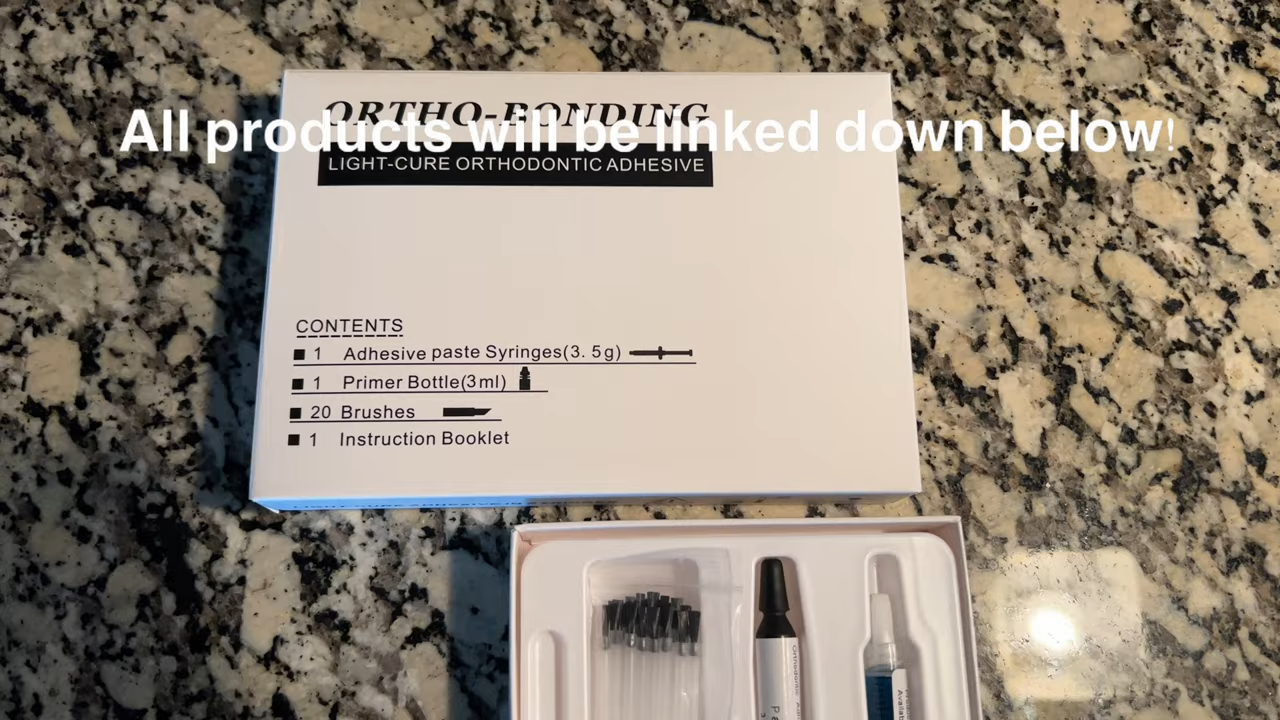 ORTHO-BONDING
All products will be linked down below!
LIGHT-CURE ORTHODONTIC ADHESIVE
CONTENTS
1 Adhesive paste Syringes(3.5g)
1 Primer Bottle(3ml)
20 Brushes
1 Instruction Booklet